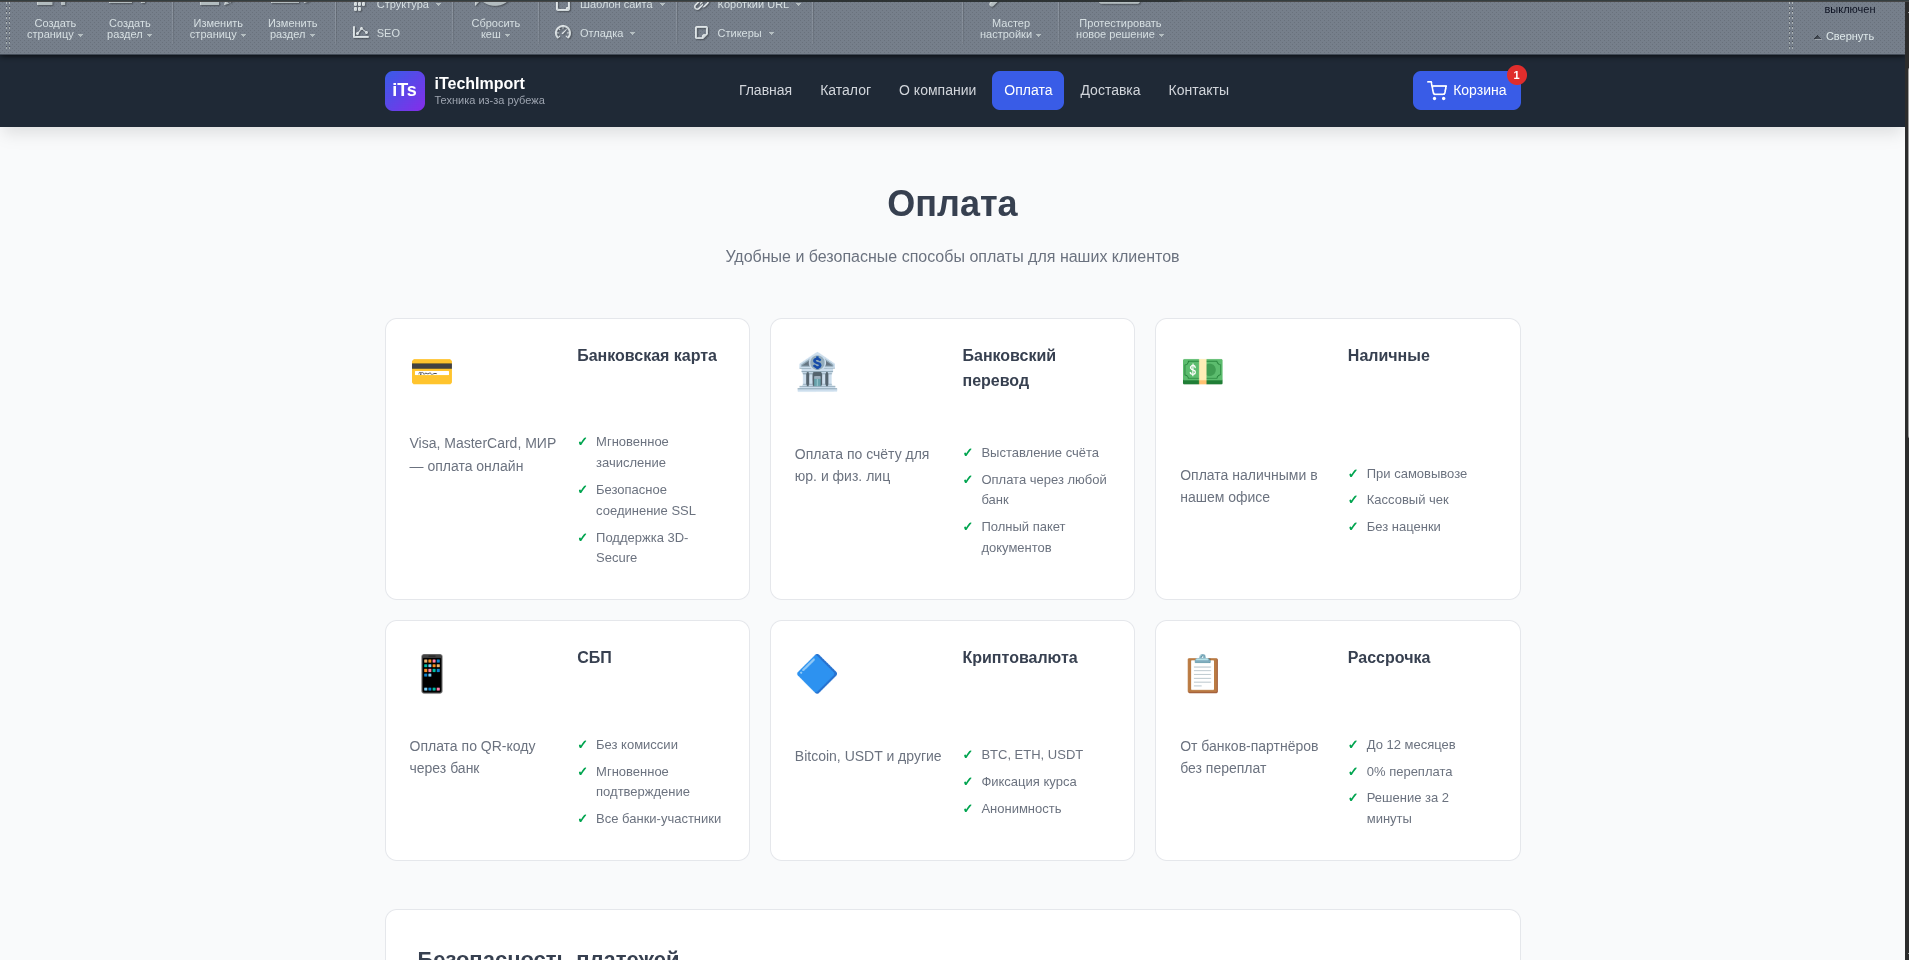 Структура
Шаблон сайта
Короткий URL
выключен
Создать
страницу
Создать
раздел
Изменить
страницу
Изменить
раздел
SEO
Сбросить
кеш
Отладка
Стикеры
Мастер
настройки
Протестировать
новое решение
Свернуть
iTs
iTechImport
Техника из-за рубежа
Главная
Каталог
О компании
Оплата
Доставка
Контакты
Корзина
1
Оплата
Удобные и безопасные способы оплаты для наших клиентов
Банковская карта
Visa, MasterCard, МИР
— оплата онлайн
✓ Мгновенное
зачисление
✓ Безопасное
соединение SSL
✓ Поддержка 3D-
Secure
Банковский
перевод
Оплата по счёту для
юр. и физ. лиц
✓ Выставление счёта
✓ Оплата через любой
банк
✓ Полный пакет
документов
Наличные
Оплата наличными в
нашем офисе
✓ При самовывозе
✓ Кассовый чек
✓ Без наценки
СБП
Оплата по QR-коду
через банк
✓ Без комиссии
✓ Мгновенное
подтверждение
✓ Все банки-участники
Криптовалюта
Bitcoin, USDT и другие
✓ BTC, ETH, USDT
✓ Фиксация курса
✓ Анонимность
Рассрочка
От банков-партнёров
без переплат
✓ До 12 месяцев
✓ 0% переплата
✓ Решение за 2
минуты
Безопасность платежей